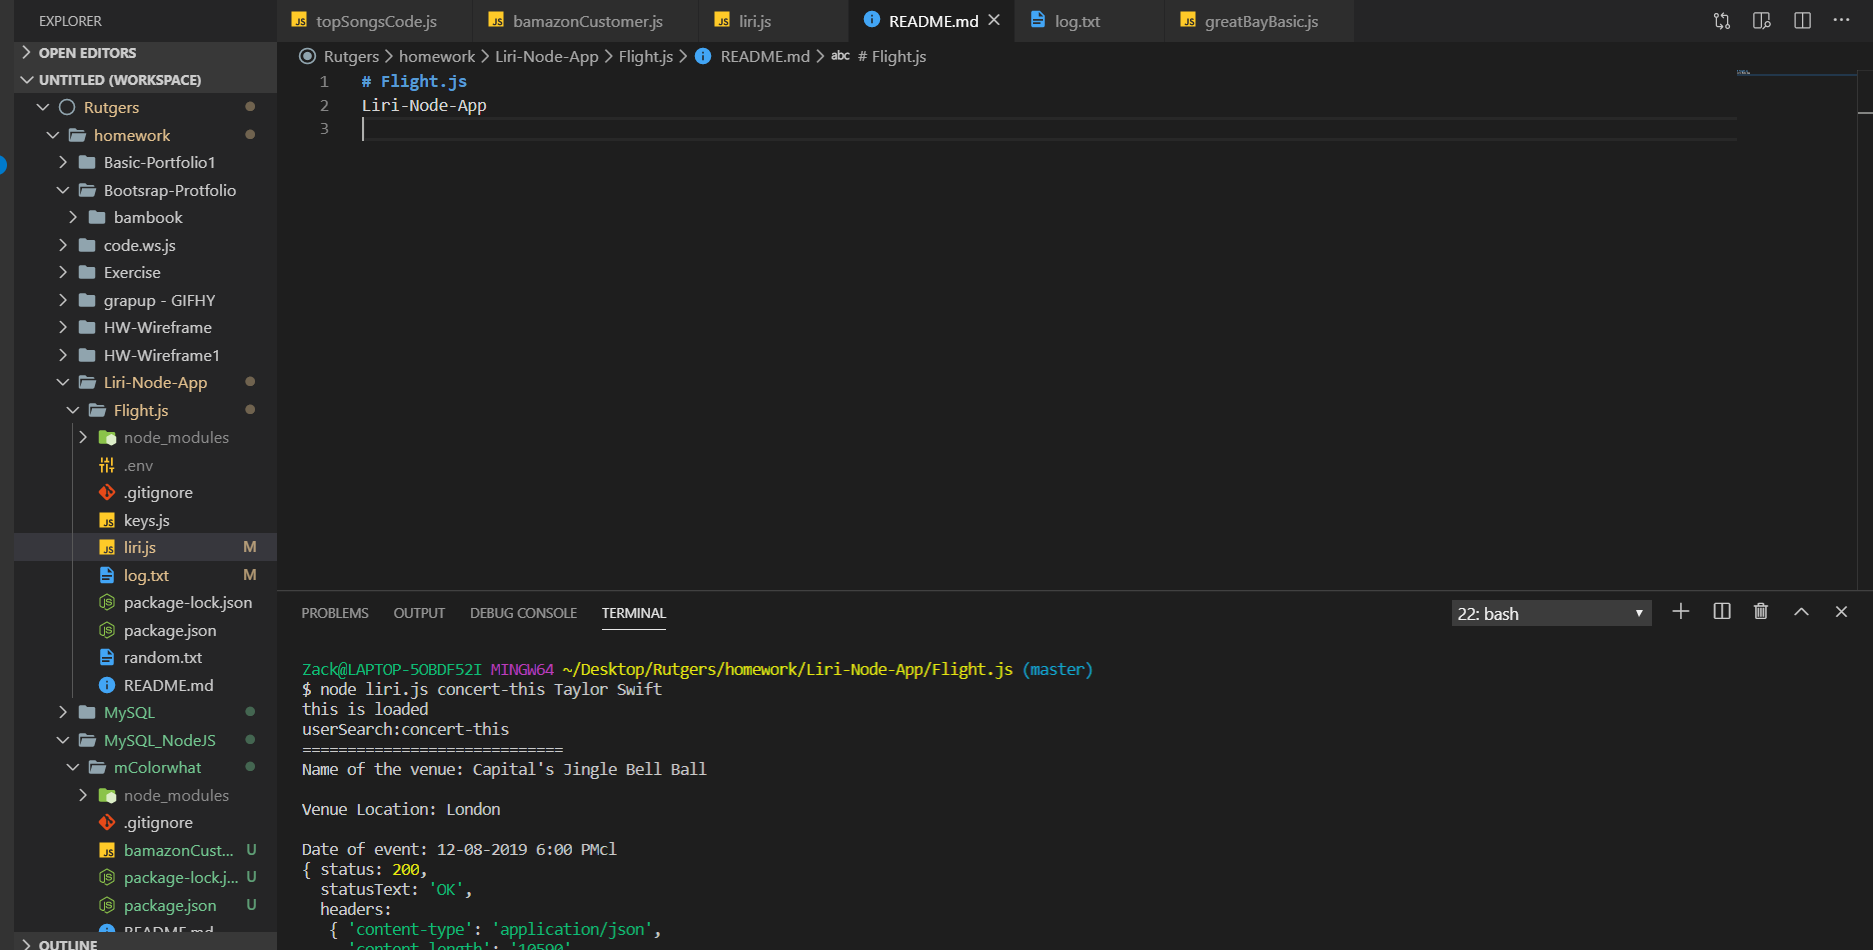 EXPLORER
OPEN EDITORS
UNTITLED (WORKSPACE)
Rutgers
homework
Basic-Portfolio1
Bootsrap-Protfolio
bambook
code.ws.js
Exercise
grapup - GIFHY
HW-Wireframe
HW-Wireframe1
Liri-Node-App
Flight.js
node_modules
.env
.gitignore
keys.js
liri.js M
log.txt M
package-lock.json
package.json
random.txt
README.md
MySQL
MySQL_NodeJS
mColorwhat
node_modules
.gitignore
bamazonCust... U
package-lock.j... U
package.json U
README.md
OUTLINE
topSongsCode.js bamazonCustomer.js liri.js README.md log.txt greatBayBasic.js
Rutgers > homework > Liri-Node-App > Flight.js > README.md > abc # Flight.js
1 # Flight.js
2 Liri-Node-App
3
PROBLEMS OUTPUT DEBUG CONSOLE TERMINAL 22: bash
Zack@LAPTOP-5OBDF52I MINGW64 ~/Desktop/Rutgers/homework/Liri-Node-App/Flight.js (master)
$ node liri.js concert-this Taylor Swift
this is loaded
userSearch:concert-this
=============================
Name of the venue: Capital's Jingle Bell Ball
Venue Location: London
Date of event: 12-08-2019 6:00 PMcl
{ status: 200,
statusText: 'OK',
headers:
{ 'content-type': 'application/json',
'content-length': '10590'